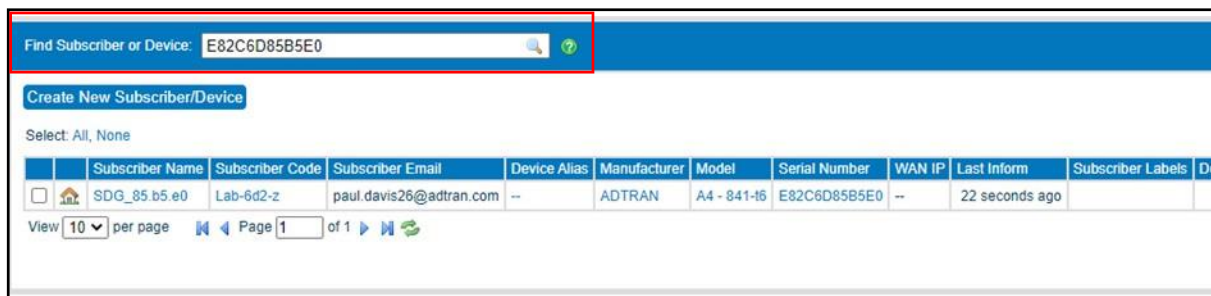 Find Subscriber or Device: E82C6D85B5E0
Create New Subscriber/Device
Select: All, None
Subscriber Name Subscriber Code Subscriber Email Device Alias Manufacturer Model Serial Number WAN IP Last Inform Subscriber Labels
SDG_85.b5.e0 Lab-6d2-z paul.davis26@adtran.com -- ADTRAN A4 - 841-t6 E82C6D85B5E0 -- 22 seconds ago
View 10 per page Page 1 of 1